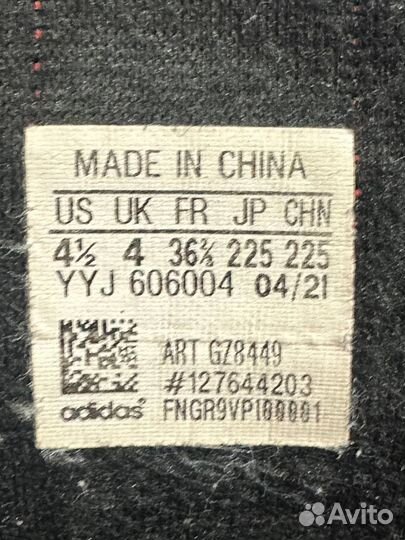 MADE IN CHINA
US UK FR JP CHN
4½ 4 36⅔ 225 225
YYJ 606004 04/21
ART GZ8449
#127644203
adidas FNGR9VP100001
Avito